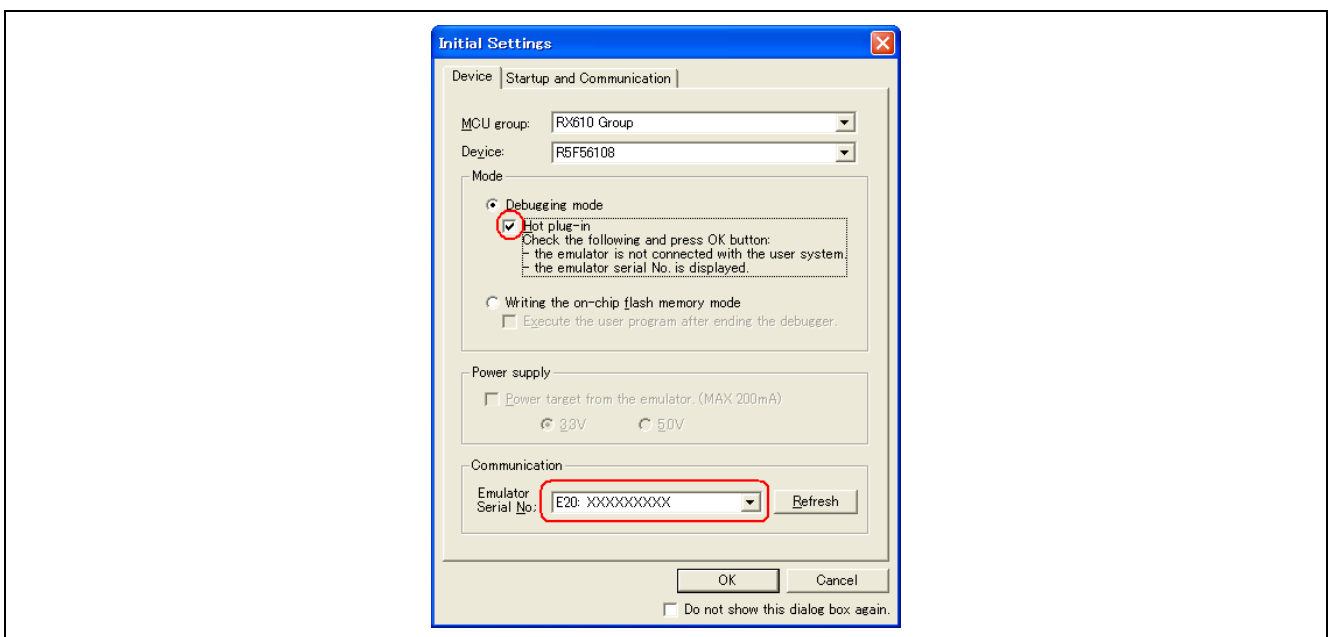 Initial Settings
Device Startup and Communication
MCU group: RX610 Group
Device: R5F56108
Mode
Debugging mode
Hot plug-in
Check the following and press OK button:
- the emulator is not connected with the user system.
- the emulator serial No. is displayed.
Writing the on-chip flash memory mode
Execute the user program after ending the debugger.
Power supply
Power target from the emulator. (MAX 200mA)
3.3V 5.0V
Communication
Emulator
Serial No: E20: XXXXXXXXX Refresh
OK Cancel
Do not show this dialog box again.